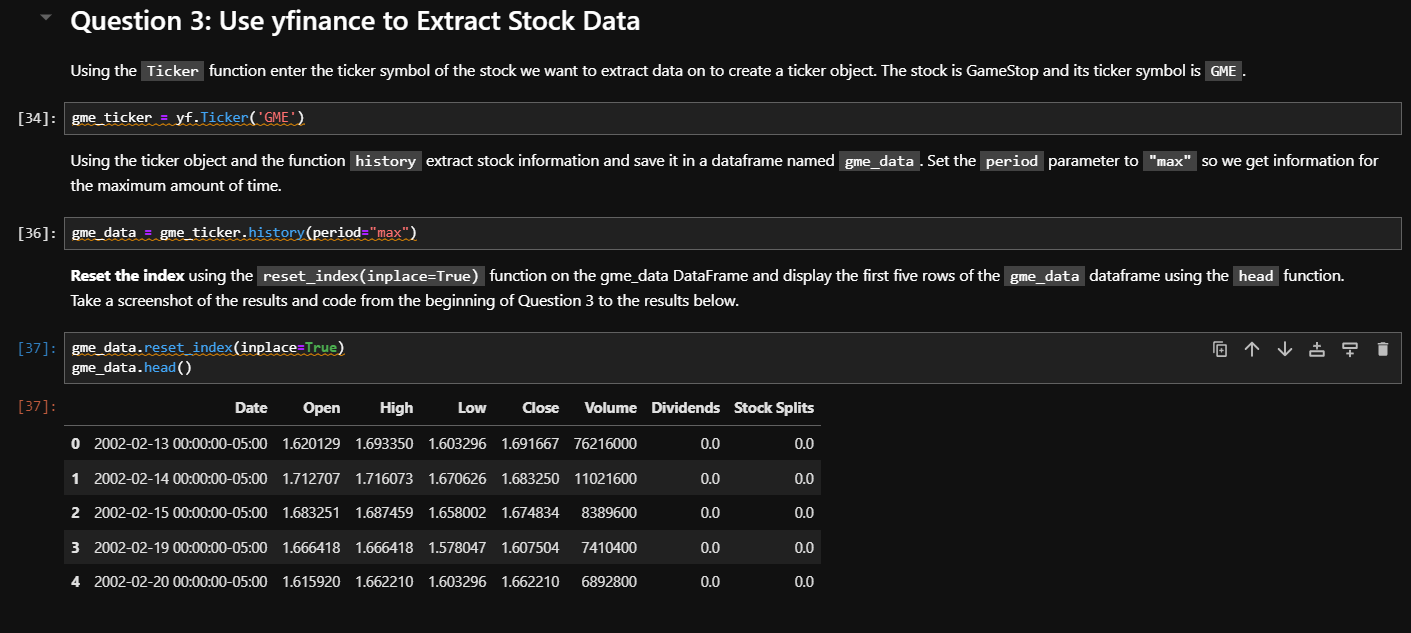 Question 3: Use yfinance to Extract Stock Data
Using the Ticker function enter the ticker symbol of the stock we want to extract data on to create a ticker object. The stock is GameStop and its ticker symbol is GME.
[34]: gme_ticker = yf.Ticker('GME')
Using the ticker object and the function history extract stock information and save it in a dataframe named gme_data. Set the period parameter to "max" so we get information for
the maximum amount of time.
[36]: gme_data = gme_ticker.history(period="max")
Reset the index using the reset_index(inplace=True) function on the gme_data DataFrame and display the first five rows of the gme_data dataframe using the head function.
Take a screenshot of the results and code from the beginning of Question 3 to the results below.
[37]: gme_data.reset_index(inplace=True)
gme_data.head()
[37]: Date Open High Low Close Volume Dividends Stock Splits
0 2002-02-13 00:00:00-05:00 1.620129 1.693350 1.603296 1.691667 76216000 0.0 0.0
1 2002-02-14 00:00:00-05:00 1.712707 1.716073 1.670626 1.683250 11021600 0.0 0.0
2 2002-02-15 00:00:00-05:00 1.683251 1.687459 1.658002 1.674834 8389600 0.0 0.0
3 2002-02-19 00:00:00-05:00 1.666418 1.666418 1.578047 1.607504 7410400 0.0 0.0
4 2002-02-20 00:00:00-05:00 1.615920 1.662210 1.603296 1.662210 6892800 0.0 0.0